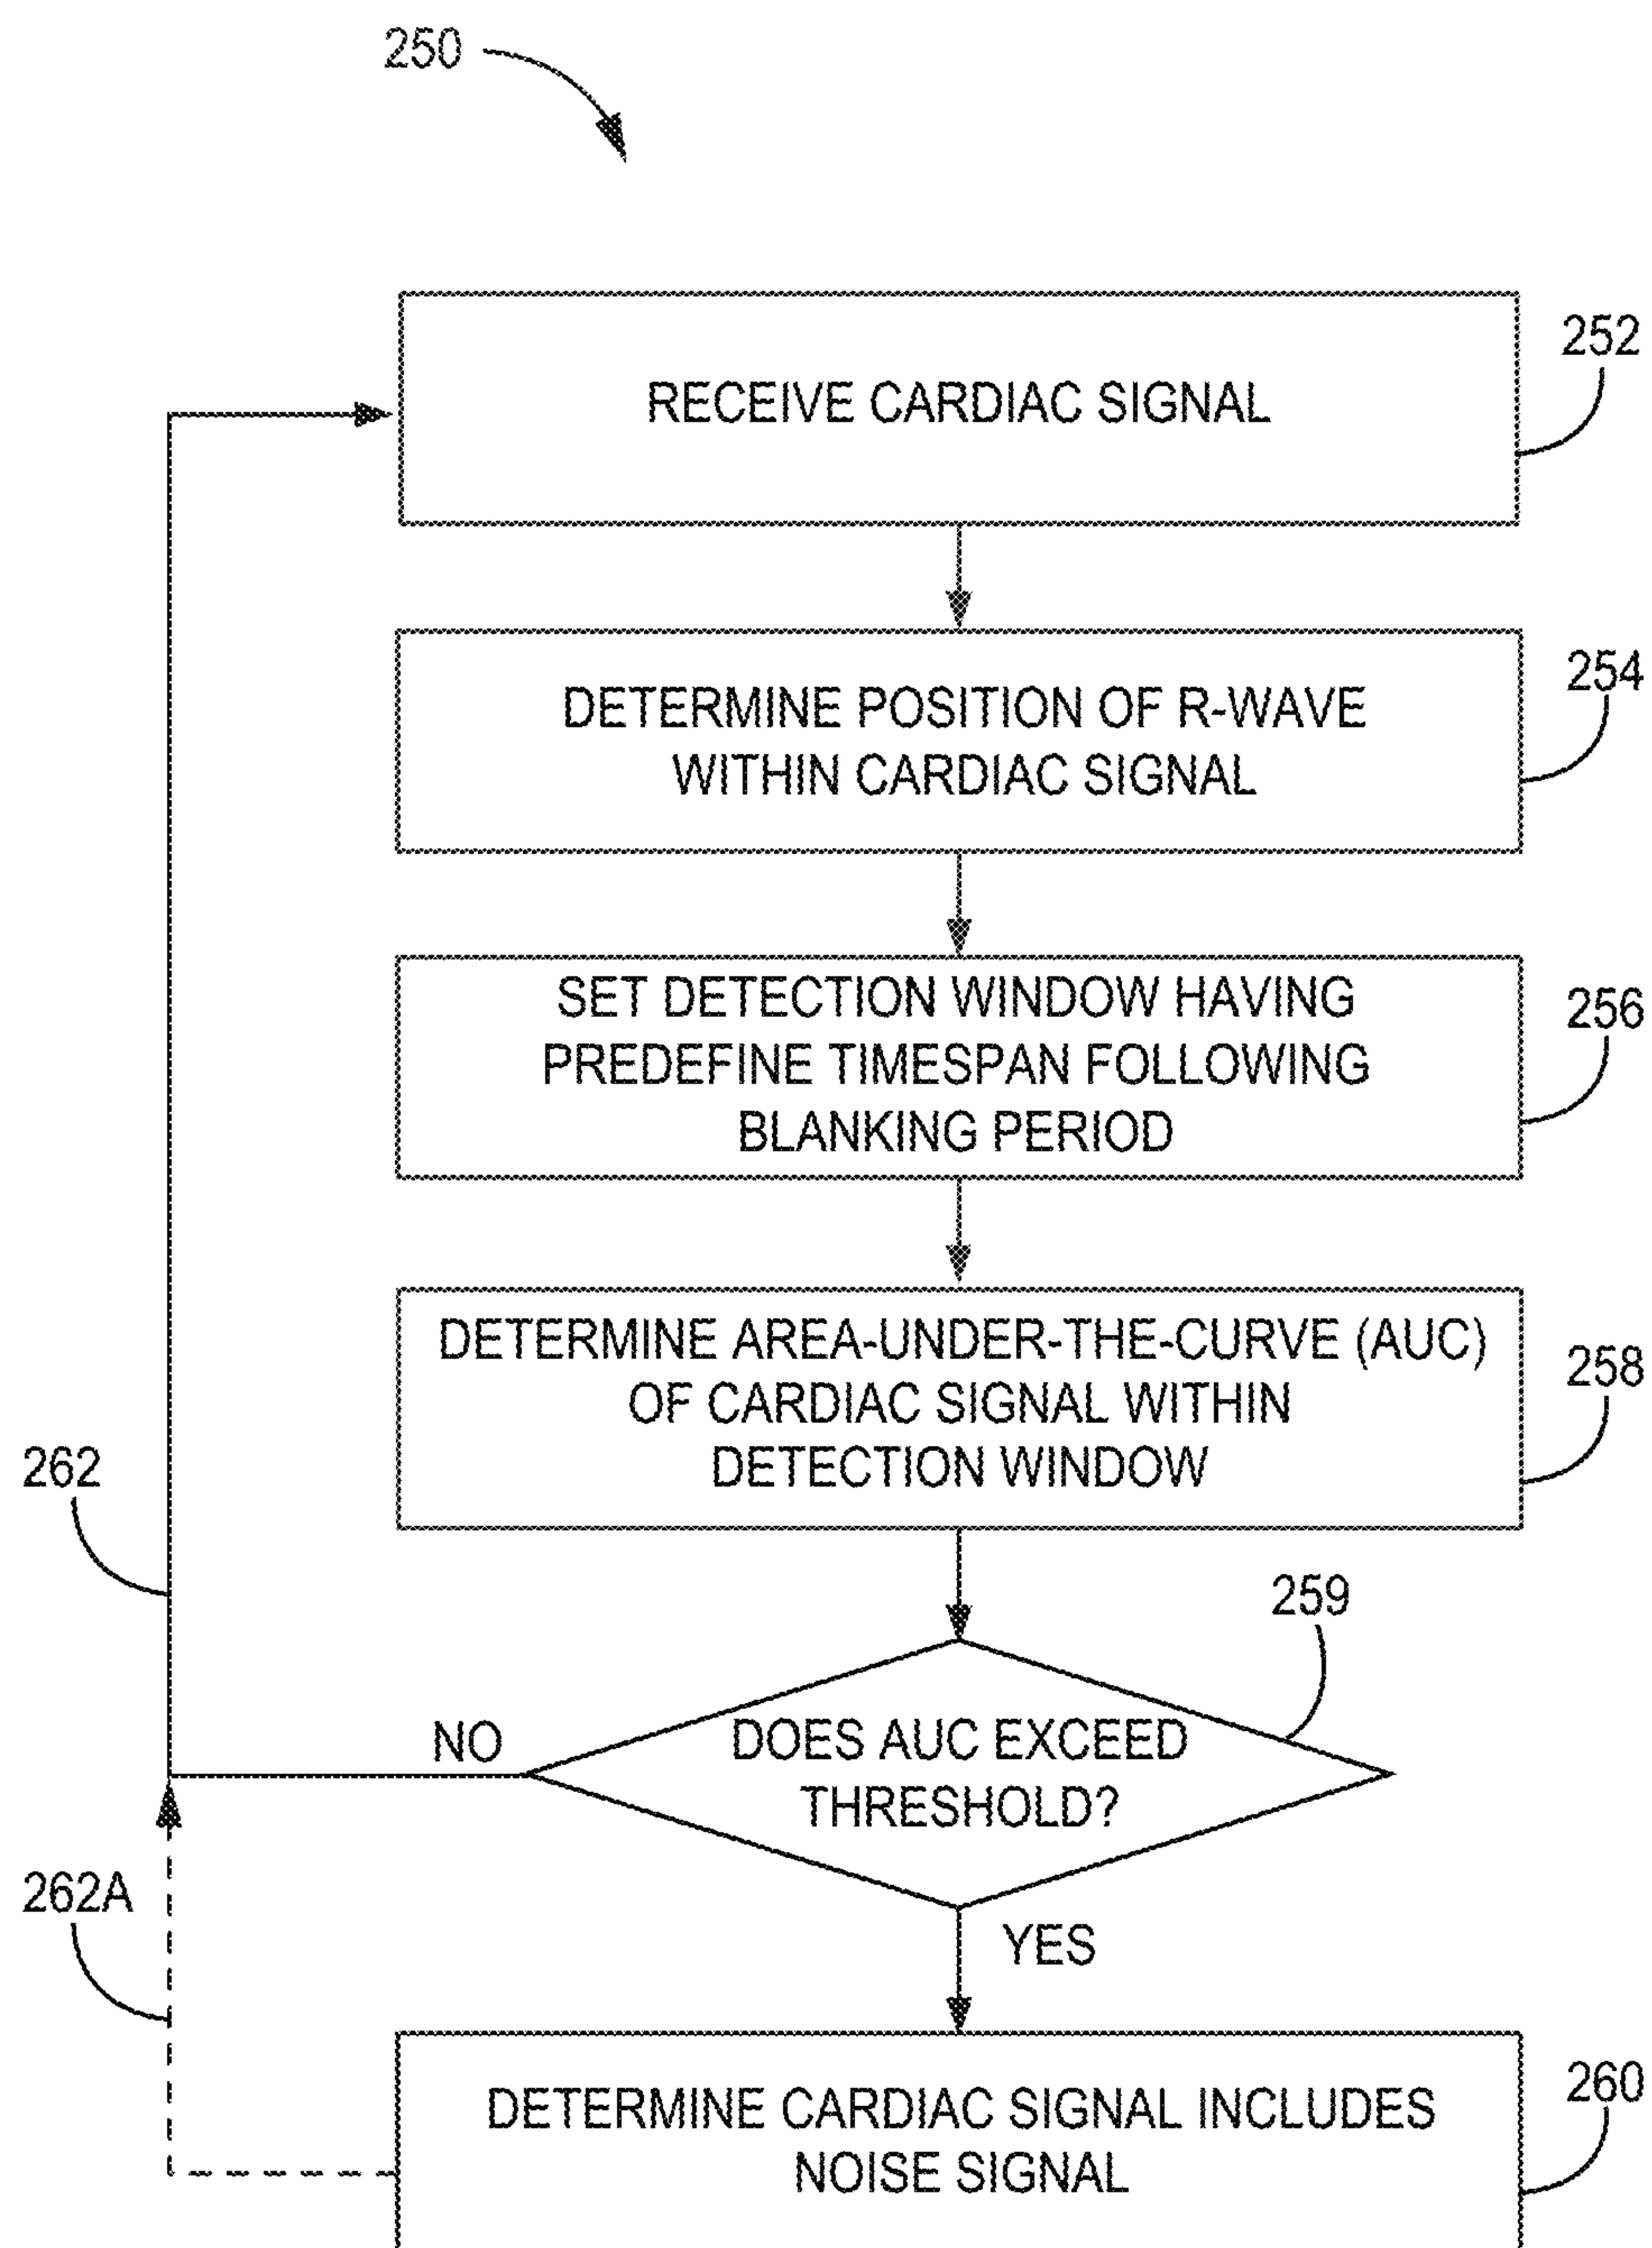 250
RECEIVE CARDIAC SIGNAL
252
DETERMINE POSITION OF R-WAVE
WITHIN CARDIAC SIGNAL
254
SET DETECTION WINDOW HAVING
PREDEFINE TIMESPAN FOLLOWING
BLANKING PERIOD
256
DETERMINE AREA-UNDER-THE-CURVE (AUC)
OF CARDIAC SIGNAL WITHIN
DETECTION WINDOW
258
262
259
NO
DOES AUC EXCEED
THRESHOLD?
262A
YES
DETERMINE CARDIAC SIGNAL INCLUDES
NOISE SIGNAL
260